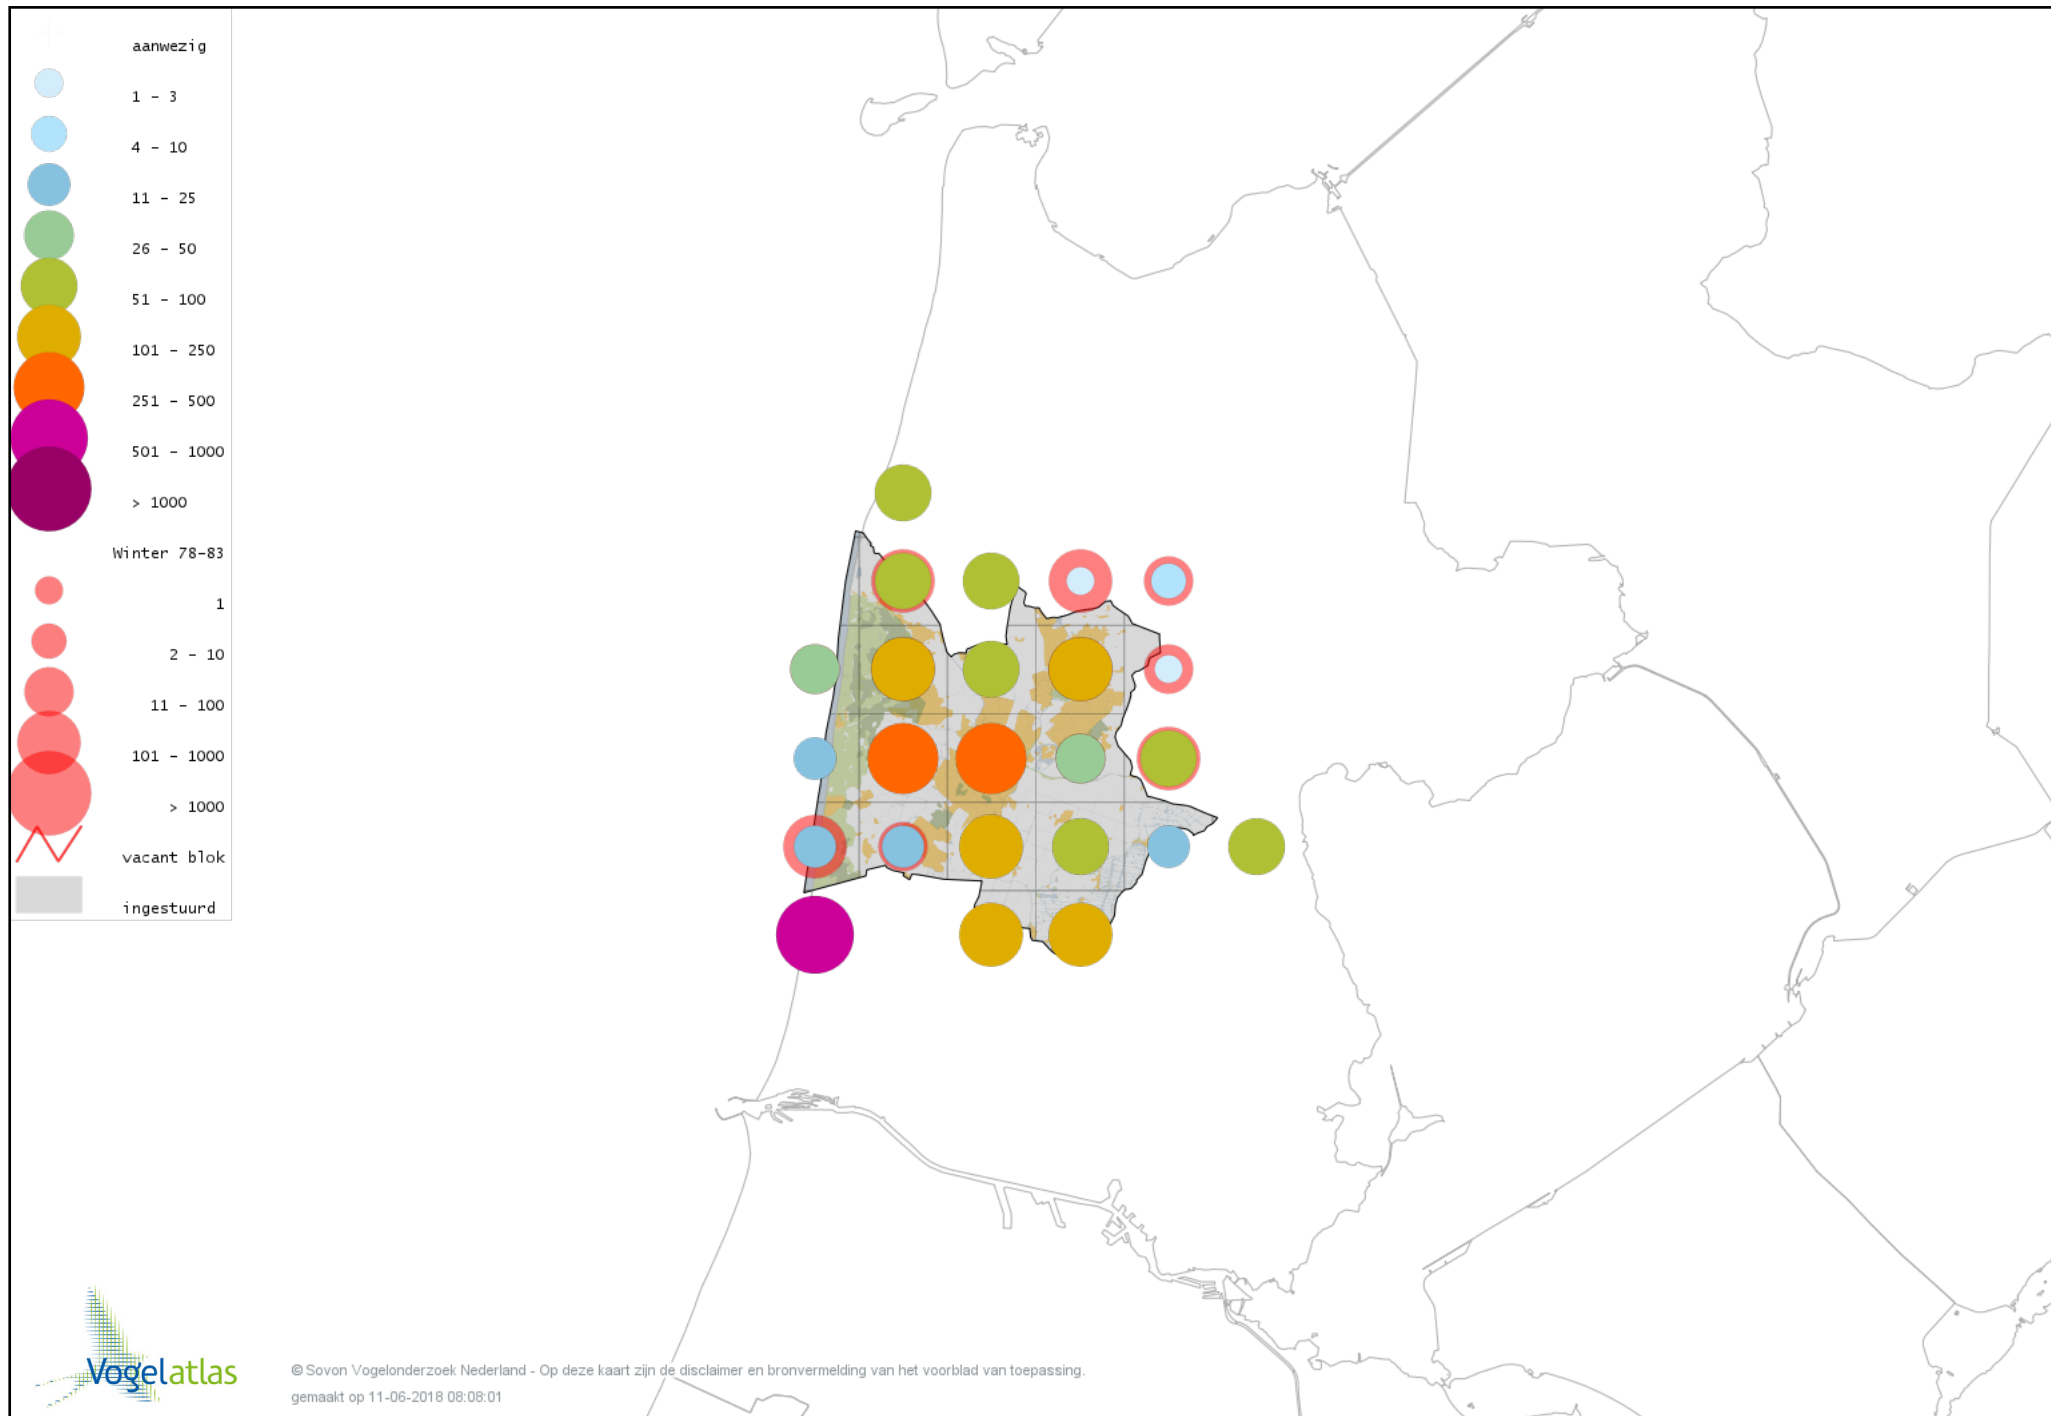 aanwezig
1 - 3
4 - 10
11 - 25
26 - 50
51 - 100
101 - 250
251 - 500
501 - 1000
> 1000
Winter 78-83
1
2 - 10
11 - 100
101 - 1000
> 1000
vacant blok
ingestuurd
Vogelatlas
© Sovon Vogelonderzoek Nederland - Op deze kaart zijn de disclaimer en bronvermelding van het voorblad van toepassing.
gemaakt op 11-06-2018 08:08:01